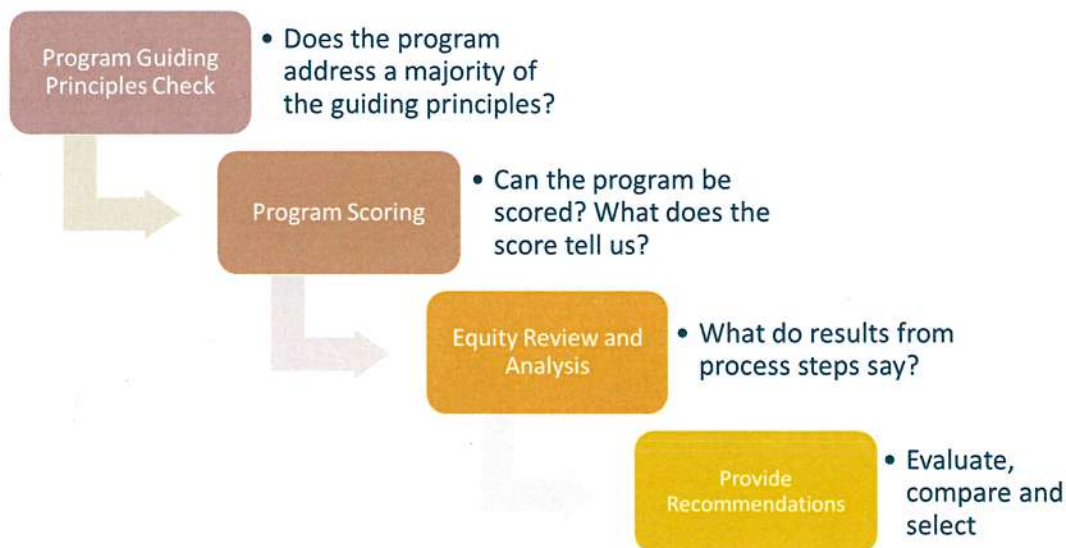 Program Guiding
Principles Check
• Does the program
address a majority of
the guiding principles?
Program Scoring
• Can the program be
scored? What does the
score tell us?
Equity Review and
Analysis
• What do results from
process steps say?
Provide
Recommendations
• Evaluate,
compare and
select